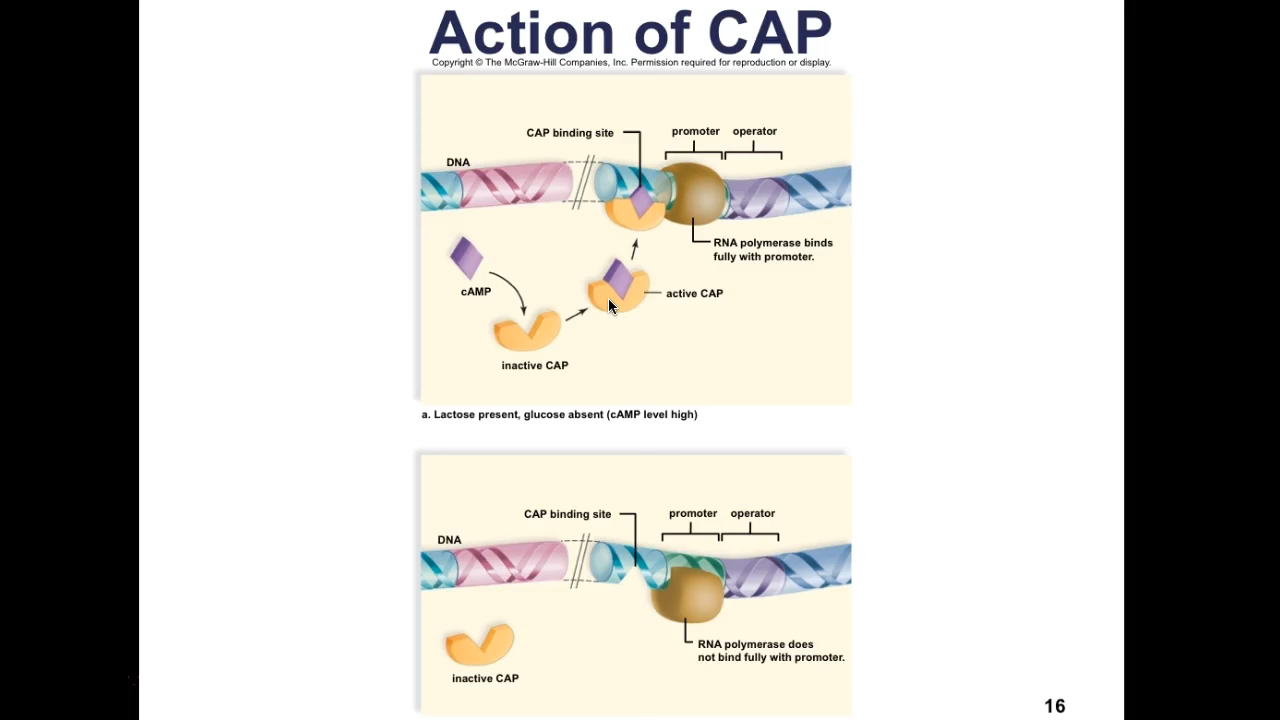 Action of CAP
Copyright © The McGraw-Hill Companies, Inc. Permission required for reproduction or display.
CAP binding site
promoter
operator
DNA
RNA polymerase binds
fully with promoter.
cAMP
active CAP
inactive CAP
a. Lactose present, glucose absent (cAMP level high)
CAP binding site
promoter
operator
DNA
RNA polymerase does
not bind fully with promoter.
inactive CAP
16